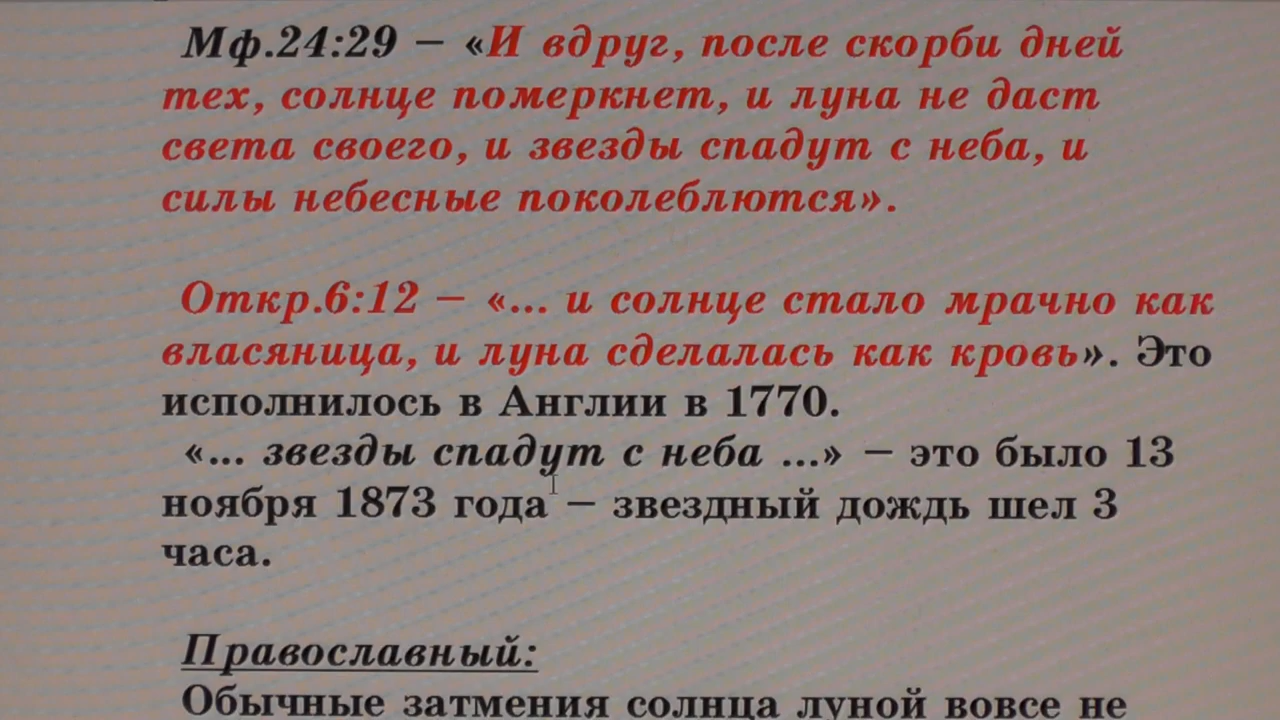 Мф.24:29 – «И вдруг, после скорби дней
тех, солнце померкнет, и луна не даст
света своего, и звезды спадут с неба, и
силы небесные поколеблются».
Откр.6:12 – «... и солнце стало мрачно как
власяница, и луна сделалась как кровь». Это
исполнилось в Англии в 1770.
«... звезды спадут с неба ...» – это было 13
ноября 1873 года – звездный дождь шел 3
часа.
Православный:
Обычные затмения солнца луной вовсе не